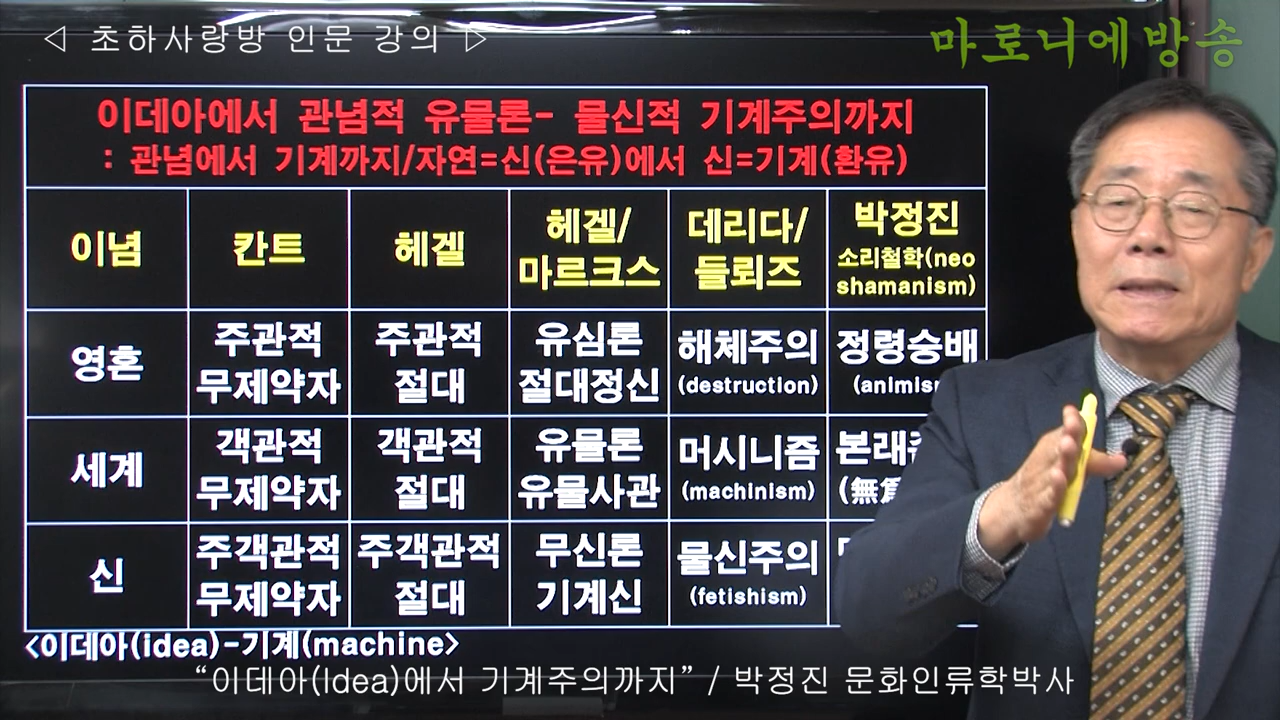 ◁ 초하사랑방 인문 강의 ▷
마로니에방송
이데아에서 관념적 유물론- 물신적 기계주의까지
: 관념에서 기계까지/자연=신(은유)에서 신=기계(환유)
이념 칸트 헤겔 헤겔/마르크스 데리다/들뢰즈 박정진 소리철학(neo shamanism)
영혼 주관적 무제약자 주관적 절대 유심론 절대정신 해체주의 (destruction) 정령숭배
세계 객관적 무제약자 객관적 절대 유믈론 유물사관 머시니즘 (machinism)
신 주객관적 무제약자 주객관적 절대 무신론 기계신 물신주의 (fetishism)
<이데아(idea)-기계(machine>
“이데아(Idea)에서 기계주의까지” / 박정진 문화인류학박사